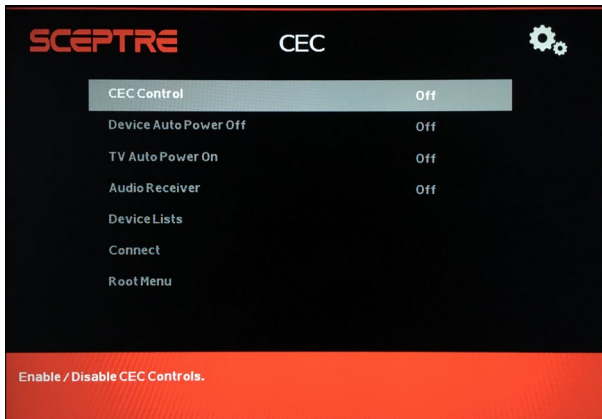 SCEPTRE CEC
CEC Control Off
Device Auto Power Off Off
TV Auto Power On Off
Audio Receiver Off
Device Lists
Connect
Root Menu
Enable / Disable CEC Controls.